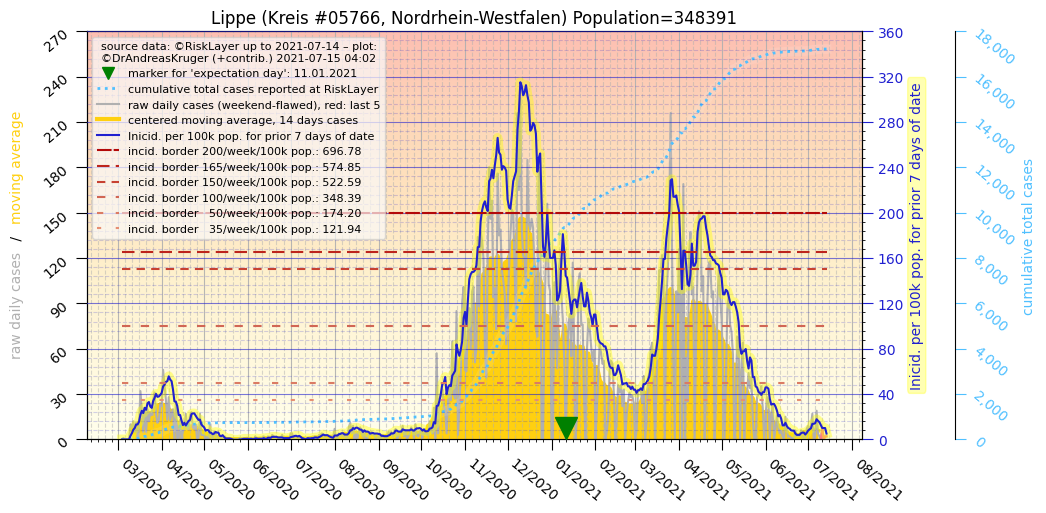 Lippe (Kreis #05766, Nordrhein-Westfalen) Population=348391
source data: ©RiskLayer up to 2021-07-14 – plot:
©DrAndreasKruger (+contrib.) 2021-07-15 04:02
marker for 'expectation day': 11.01.2021
cumulative total cases reported at RiskLayer
raw daily cases (weekend-flawed), red: last 5
centered moving average, 14 days cases
Inicid. per 100k pop. for prior 7 days of date
incid. border 200/week/100k pop.: 696.78
incid. border 165/week/100k pop.: 574.85
incid. border 150/week/100k pop.: 522.59
incid. border 100/week/100k pop.: 348.39
incid. border   50/week/100k pop.: 174.20
incid. border   35/week/100k pop.: 121.94
raw daily cases   /   moving average
270
240
210
180
150
120
90
60
30
0
360
320
280
240
200
160
120
80
40
0
Inicid. per 100k pop. for prior 7 days of date
18,000
16,000
14,000
12,000
10,000
8,000
6,000
4,000
2,000
0
cumulative total cases
03/2020
04/2020
05/2020
06/2020
07/2020
08/2020
09/2020
10/2020
11/2020
12/2020
01/2021
02/2021
03/2021
04/2021
05/2021
06/2021
07/2021
08/2021